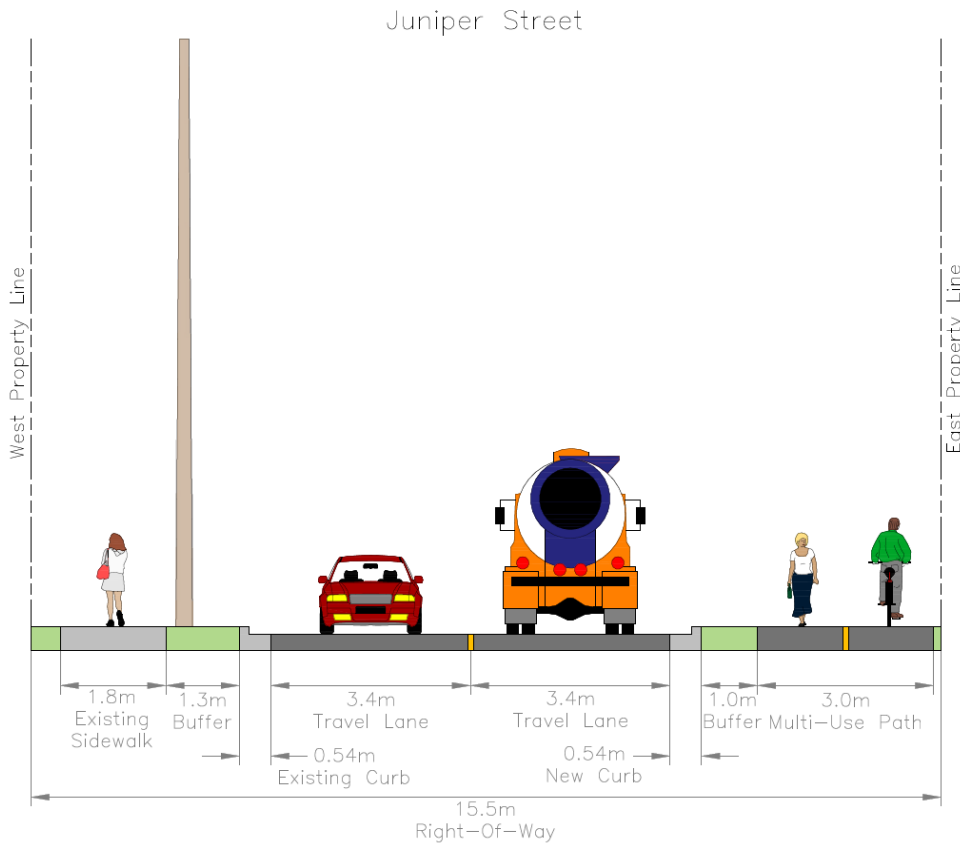 Juniper Street
West Property Line
East Property Line
1.8m
Existing
Sidewalk
1.3m
Buffer
3.4m
Travel Lane
3.4m
Travel Lane
1.0m
Buffer
3.0m
Multi-Use Path
0.54m
Existing Curb
0.54m
New Curb
15.5m
Right-Of-Way